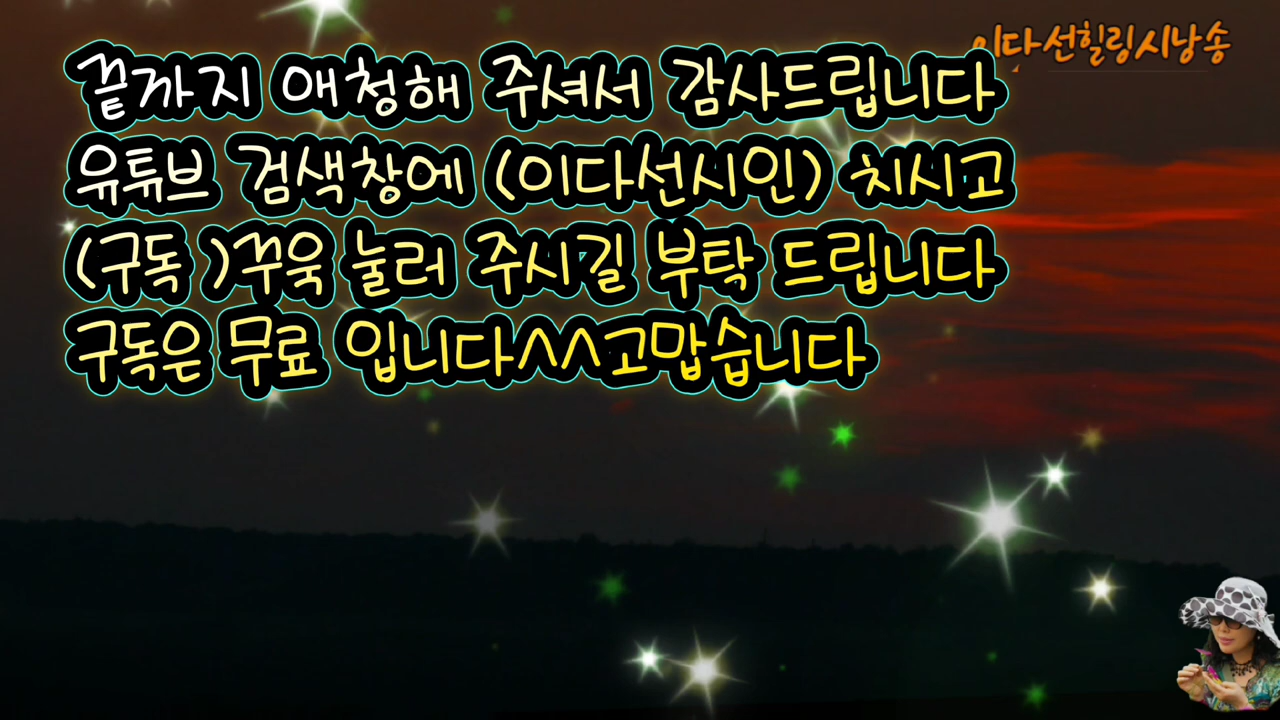 이다선힐링시낭송
끝까지 애청해 주셔서 감사드립니다
유튜브 검색창에 (이다선시인) 치시고
(구독 )꾸욱 눌러 주시길 부탁 드립니다
구독은 무료 입니다^^고맙습니다